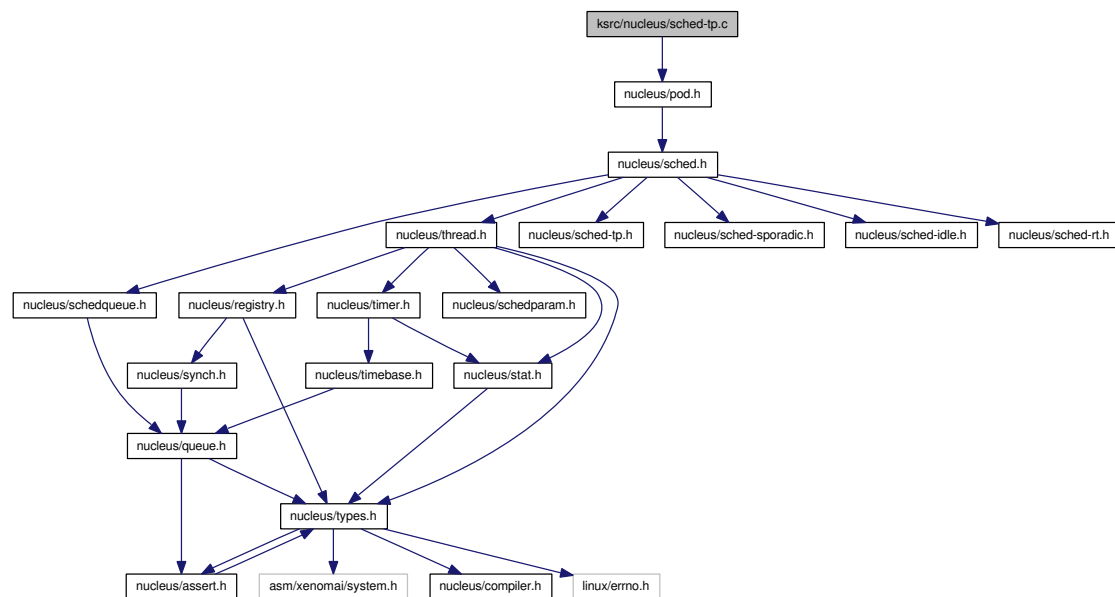 ksrc/nucleus/sched-tp.c
nucleus/pod.h
nucleus/sched.h
nucleus/thread.h
nucleus/sched-tp.h
nucleus/sched-sporadic.h
nucleus/sched-idle.h
nucleus/sched-rt.h
nucleus/schedqueue.h
nucleus/registry.h
nucleus/timer.h
nucleus/schedparam.h
nucleus/synch.h
nucleus/timebase.h
nucleus/stat.h
nucleus/queue.h
nucleus/types.h
nucleus/assert.h
asm/xenomai/system.h
nucleus/compiler.h
linux/errno.h